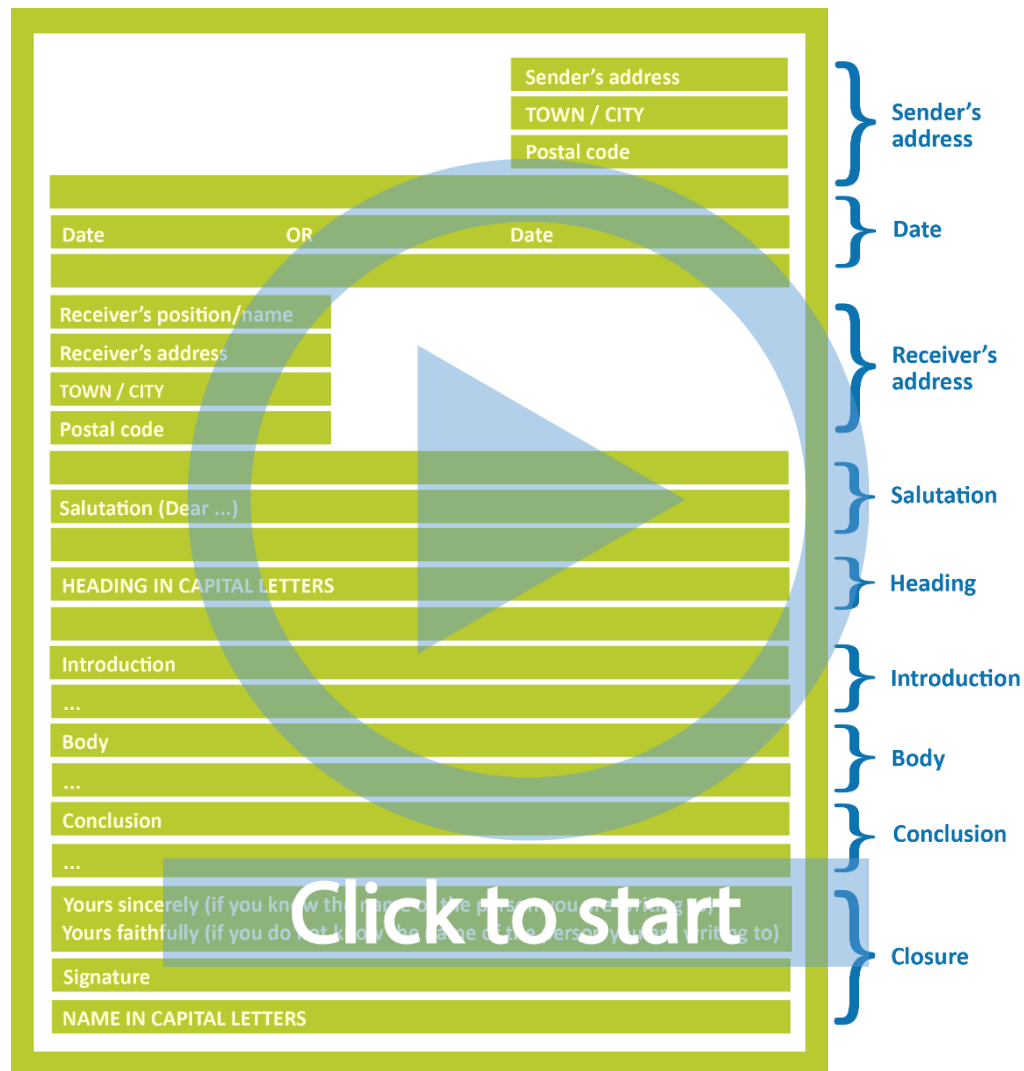 Sender's address
TOWN / CITY
Postal code
Sender's
address
Date OR Date
Date
Receiver's position/name
Receiver's address
TOWN / CITY
Postal code
Receiver's
address
Salutation (Dear ...)
Salutation
HEADING IN CAPITAL LETTERS
Heading
Introduction
...
Introduction
Body
...
Body
Conclusion
...
Conclusion
Yours sincerely (if you know the name of the person you are writing to)
Yours faithfully (if you do not know the name of the person you are writing to)
Click to start
Signature
NAME IN CAPITAL LETTERS
Closure